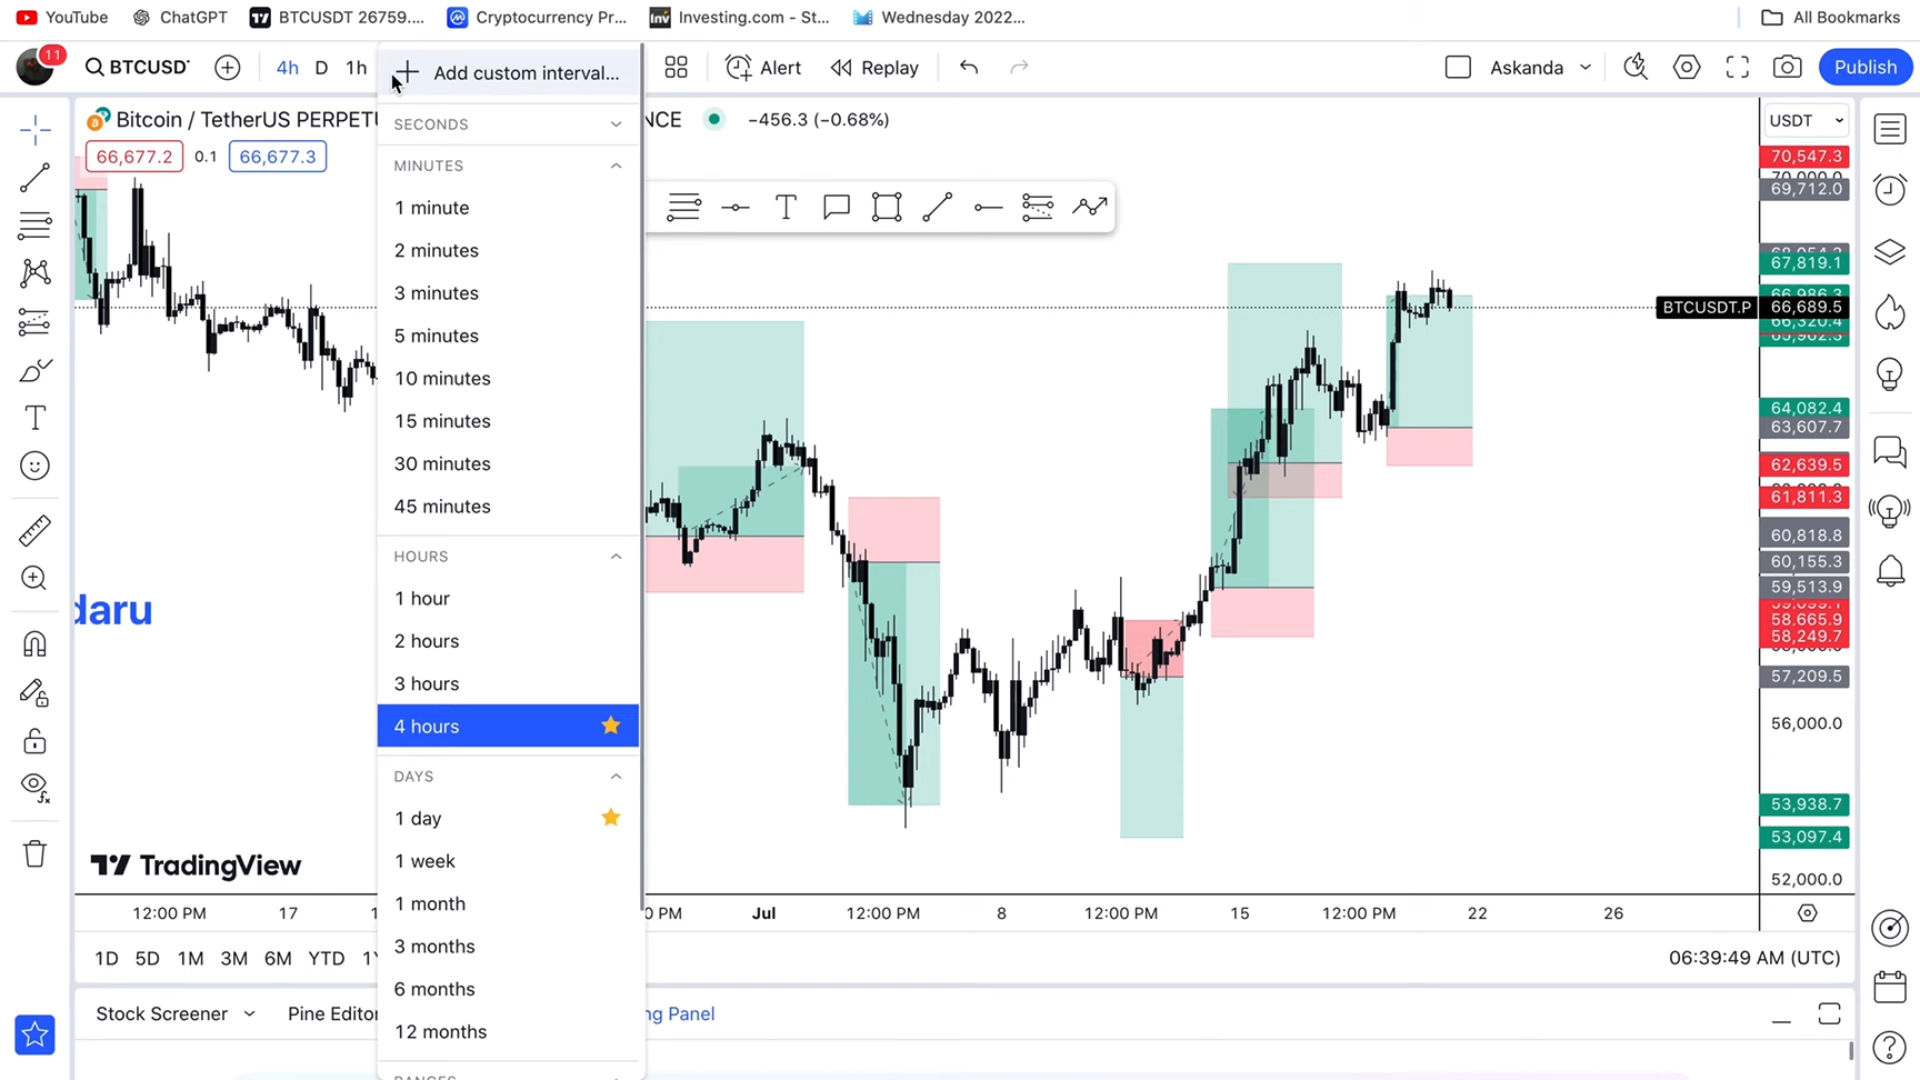 YouTube ChatGPT BTCUSDT 26759.... Cryptocurrency Pr... Investing.com - St... Wednesday 2022... All Bookmarks
11 BTCUSD 4h D 1h Add custom interval... Alert Replay Askanda Publish
Bitcoin / TetherUS PERPETU NCE −456.3 (−0.68%) USDT
66,677.2 0.1 66,677.3
SECONDS
MINUTES
1 minute
2 minutes
3 minutes
5 minutes
10 minutes
15 minutes
30 minutes
45 minutes
HOURS
1 hour
2 hours
3 hours
4 hours
DAYS
1 day
1 week
1 month
3 months
6 months
12 months
RANGES
70,547.3
69,712.0
67,819.1
BTCUSDT.P 66,689.5
66,320.4
64,082.4
63,607.7
62,639.5
61,811.3
60,818.8
60,155.3
59,513.9
58,665.9
58,249.7
57,209.5
56,000.0
53,938.7
53,097.4
52,000.0
daru
TradingView
12:00 PM 17 1 0 PM Jul 12:00 PM 8 12:00 PM 15 12:00 PM 22 26
1D 5D 1M 3M 6M YTD 1Y 06:39:49 AM (UTC)
Stock Screener Pine Editor ng Panel